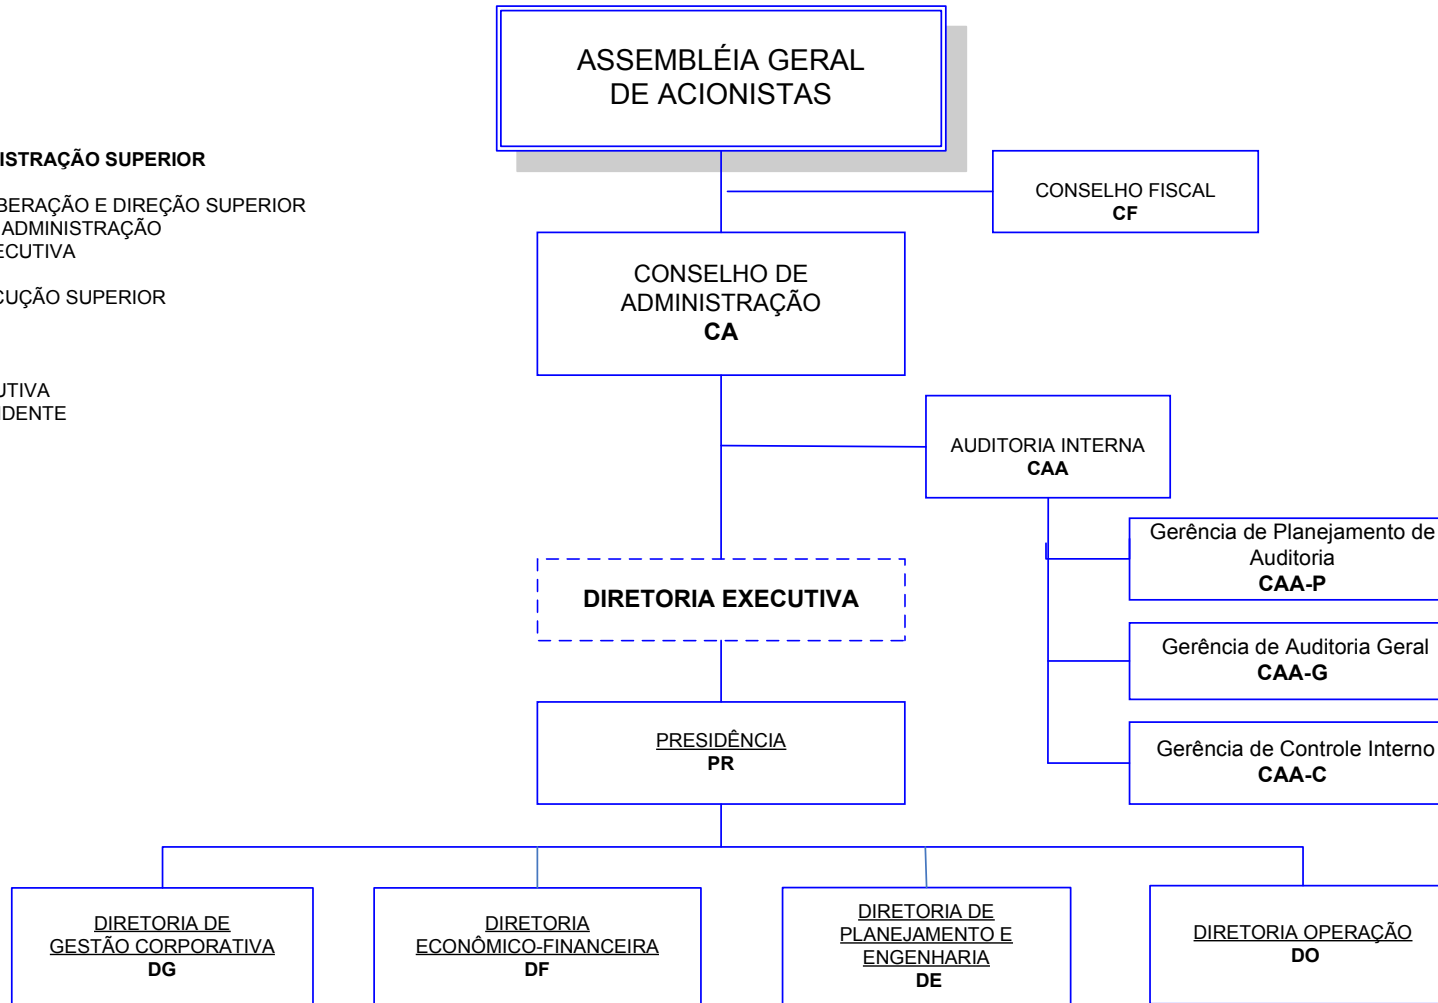 ASSEMBLÉIA GERAL
DE ACIONISTAS
ISTRAÇÃO SUPERIOR
BERAÇÃO E DIREÇÃO SUPERIOR
ADMINISTRAÇÃO
ECUTIVA
CUÇÃO SUPERIOR
UTIVA
IDENTE
CONSELHO FISCAL
CF
CONSELHO DE
ADMINISTRAÇÃO
CA
AUDITORIA INTERNA
CAA
Gerência de Planejamento de
Auditoria
CAA-P
DIRETORIA EXECUTIVA
Gerência de Auditoria Geral
CAA-G
PRESIDÊNCIA
PR
Gerência de Controle Interno
CAA-C
DIRETORIA DE
GESTÃO CORPORATIVA
DG
DIRETORIA
ECONÔMICO-FINANCEIRA
DF
DIRETORIA DE
PLANEJAMENTO E
ENGENHARIA
DE
DIRETORIA OPERAÇÃO
DO